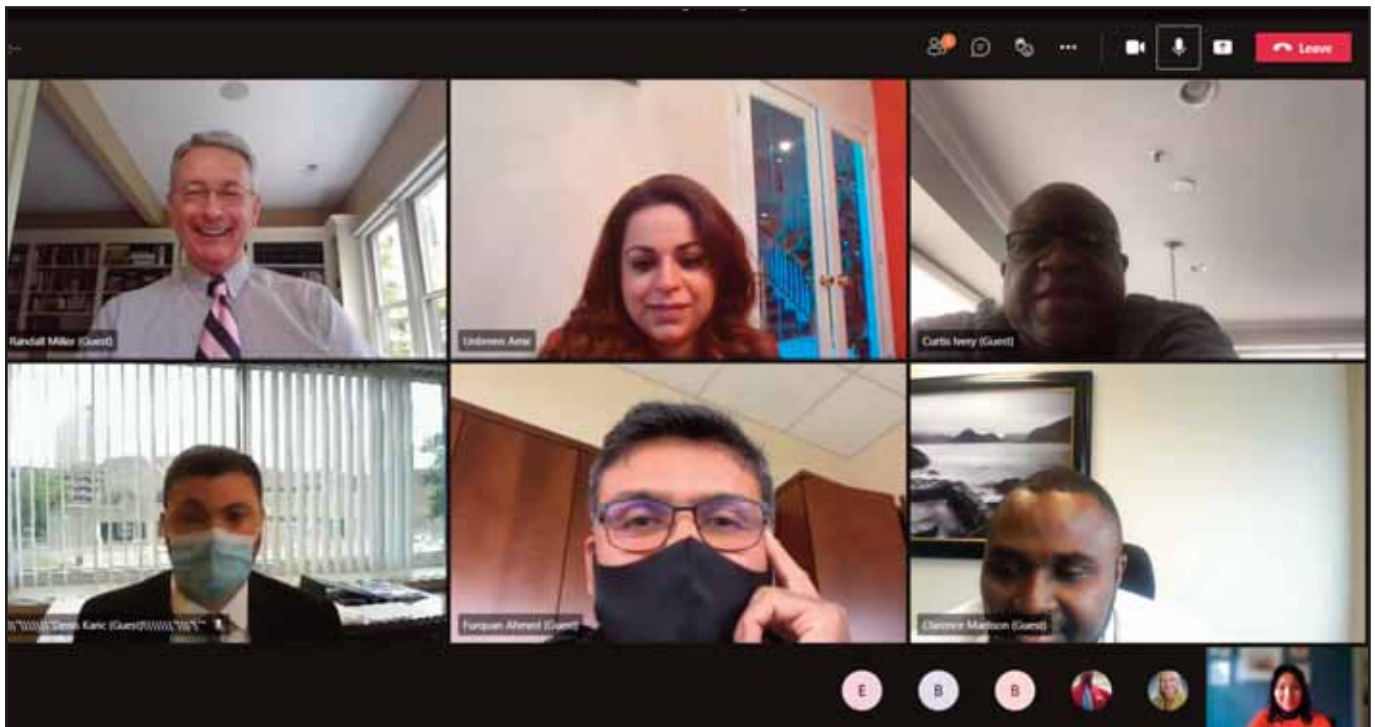 Leave
Randall Miller (Guest)
Curtis Ivery (Guest)
Denis Karic (Guest)
Furquan Ahmed (Guest)
Clarence Madison (Guest)
E
B
B